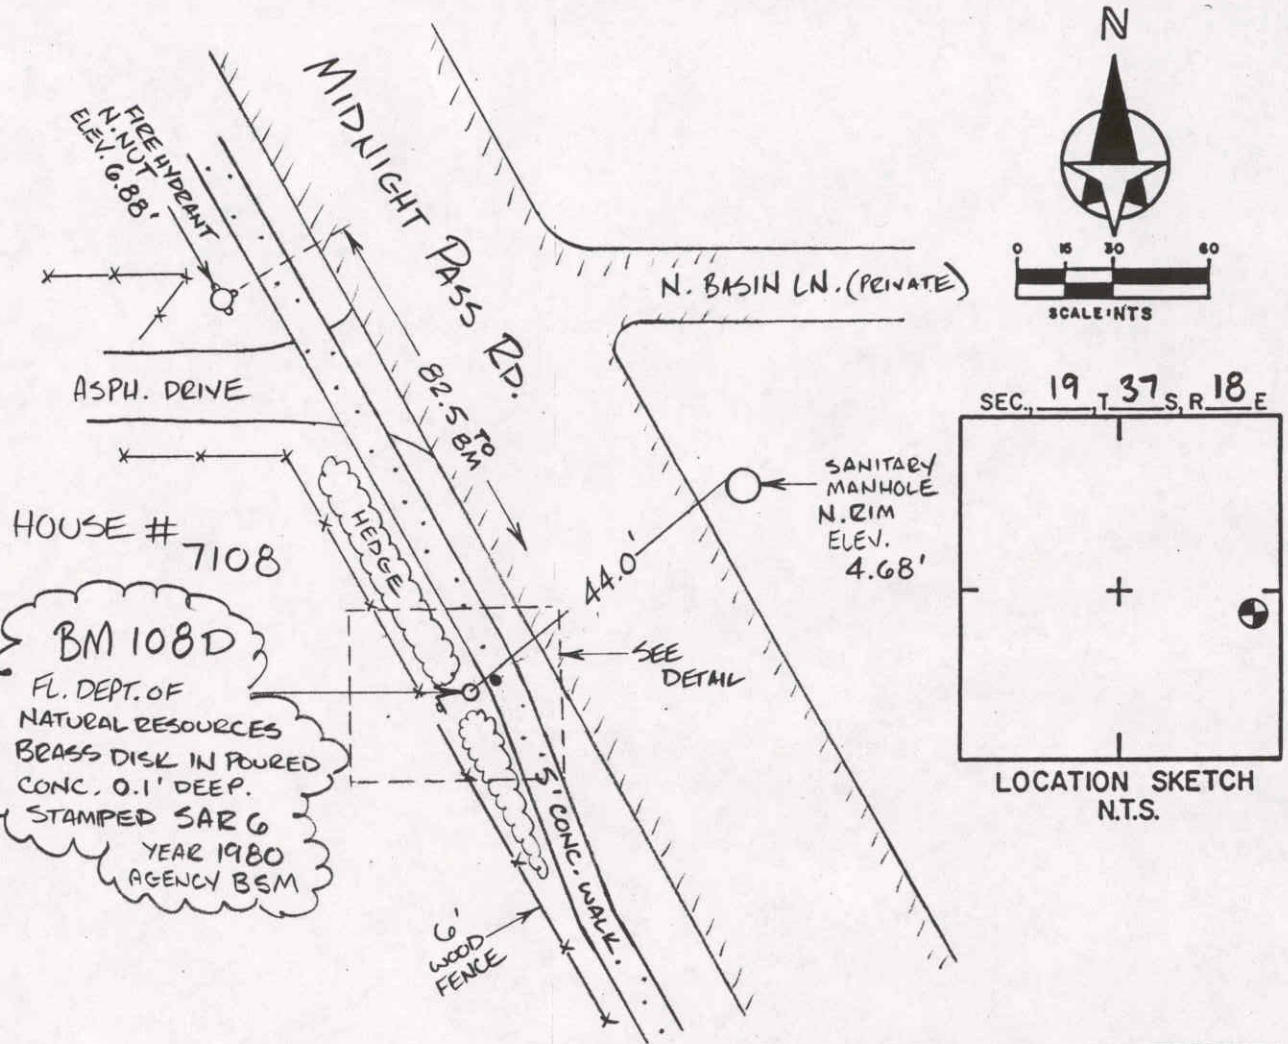 N
FIRE HYDRANT
N. NUT
ELEV. 6.88'
MIDNIGHT PASS RD.
0 15 30 60
SCALE: NTS
N. BASIN LN. (PRIVATE)
82.5 TO
BM
ASPH. DRIVE
SEC. 19 T 37 S, R 18 E
SANITARY
MANHOLE
N. RIM
ELEV.
4.68'
HOUSE #
7108
HEDGE
44.0'
SEE
DETAIL
BM 108D
FL. DEPT. OF
NATURAL RESOURCES
BRASS DISK IN POURED
CONC. 0.1' DEEP.
STAMPED SAR 6
YEAR 1980
AGENCY BSM
5' CONC. WALK.
LOCATION SKETCH
N.T.S.
WOOD
FENCE